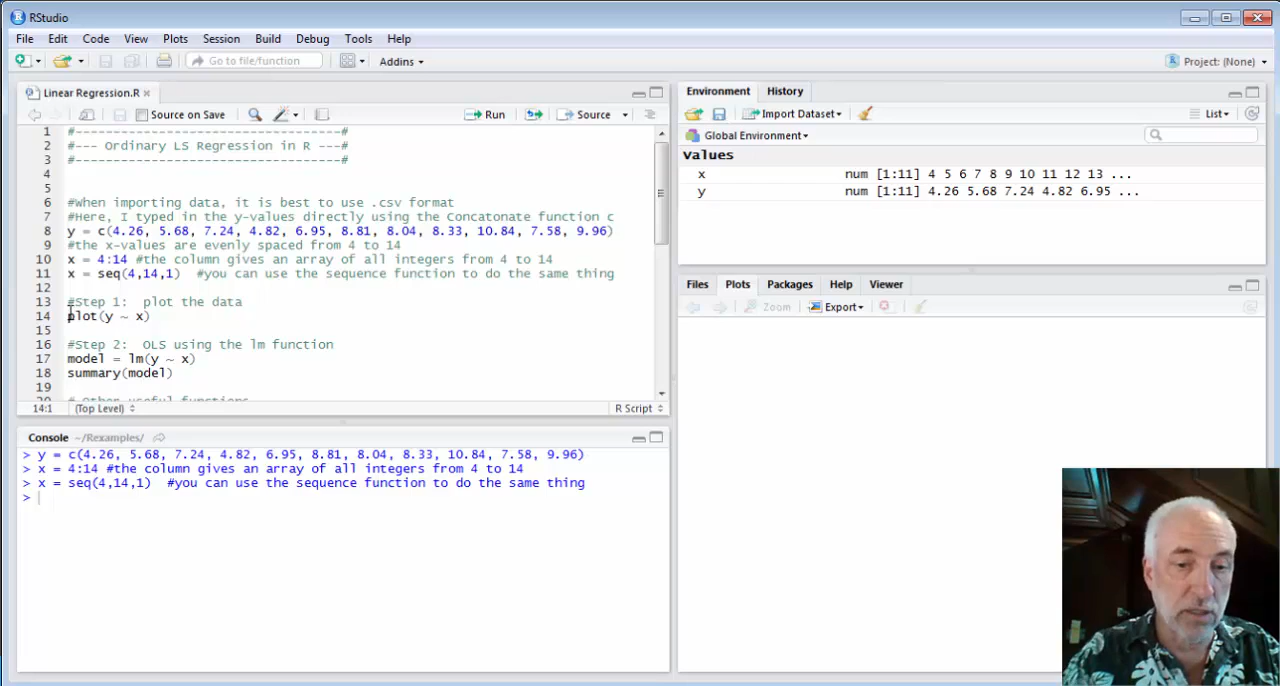 RStudio
File Edit Code View Plots Session Build Debug Tools Help
Go to file/function Addins Project: (None)
Linear Regression.R
Source on Save Run Source
1 #-----------------------------------#
2 #--- Ordinary LS Regression in R ---#
3 #-----------------------------------#
4
5
6 #When importing data, it is best to use .csv format
7 #Here, I typed in the y-values directly using the Concatonate function c
8 y = c(4.26, 5.68, 7.24, 4.82, 6.95, 8.81, 8.04, 8.33, 10.84, 7.58, 9.96)
9 #the x-values are evenly spaced from 4 to 14
10 x = 4:14 #the column gives an array of all integers from 4 to 14
11 x = seq(4,14,1)  #you can use the sequence function to do the same thing
12
13 #Step 1:  plot the data
14 plot(y ~ x)
15
16 #Step 2:  OLS using the lm function
17 model = lm(y ~ x)
18 summary(model)
19
20 # Other useful functions
14:1 (Top Level) R Script
Console ~/Rexamples/
> y = c(4.26, 5.68, 7.24, 4.82, 6.95, 8.81, 8.04, 8.33, 10.84, 7.58, 9.96)
> x = 4:14 #the column gives an array of all integers from 4 to 14
> x = seq(4,14,1)  #you can use the sequence function to do the same thing
>
Environment History
Import Dataset List
Global Environment
Values
x num [1:11] 4 5 6 7 8 9 10 11 12 13 ...
y num [1:11] 4.26 5.68 7.24 4.82 6.95 ...
Files Plots Packages Help Viewer
Zoom Export